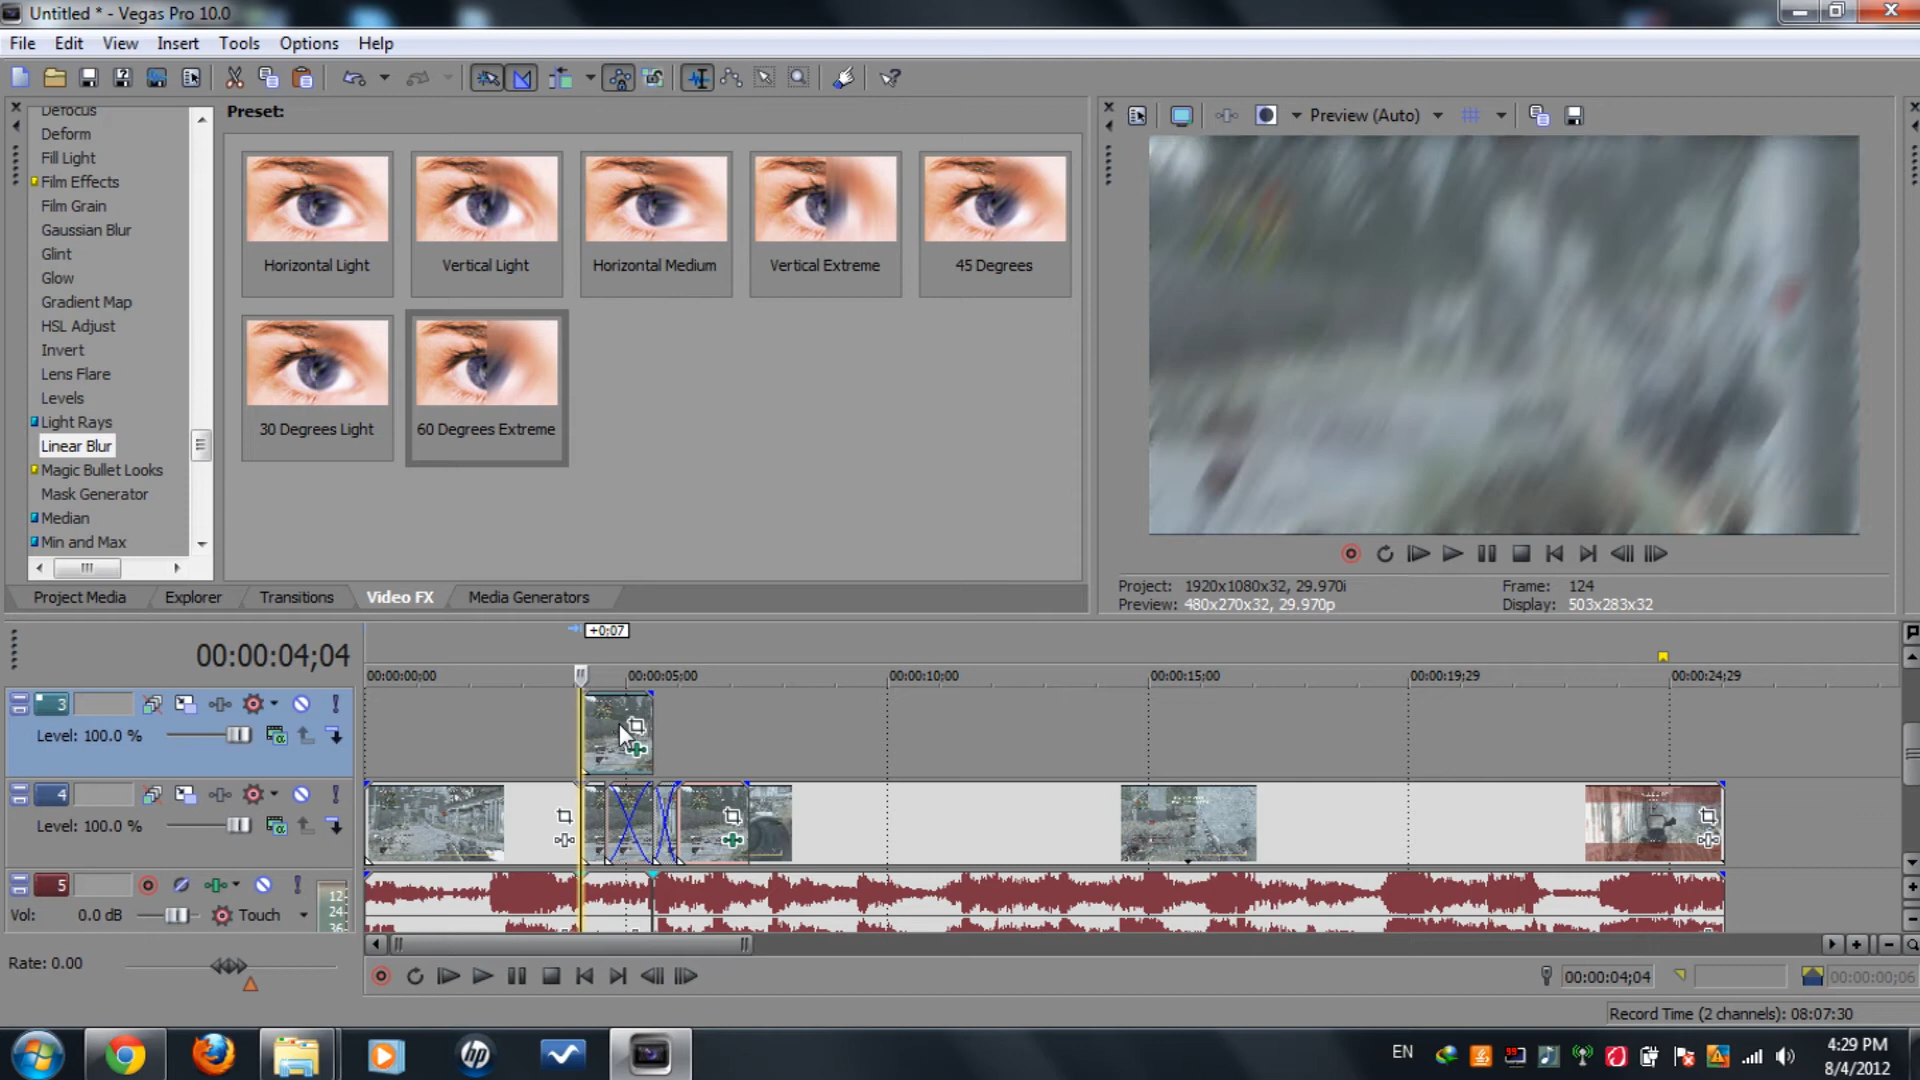 Untitled * - Vegas Pro 10.0
File Edit View Insert Tools Options Help
Defocus
Deform
Fill Light
Film Effects
Film Grain
Gaussian Blur
Glint
Glow
Gradient Map
HSL Adjust
Invert
Lens Flare
Levels
Light Rays
Linear Blur
Magic Bullet Looks
Mask Generator
Median
Min and Max
Preset:
Horizontal Light
Vertical Light
Horizontal Medium
Vertical Extreme
45 Degrees
30 Degrees Light
60 Degrees Extreme
Project Media Explorer Transitions Video FX Media Generators
Preview (Auto)
Project: 1920x1080x32, 29.970i Frame: 124
Preview: 480x270x32, 29.970p Display: 503x283x32
00:00:04;04
+0:07
00:00:00;00 00:00:05;00 00:00:10;00 00:00:15;00 00:00:19;29 00:00:24;29
3
Level: 100.0 %
4
Level: 100.0 %
5
Vol: 0.0 dB Touch
12
24
36
Rate: 0.00
00:00:04;04 00:00:00;06
Record Time (2 channels): 08:07:30
hp
EN
99
4:29 PM
8/4/2012